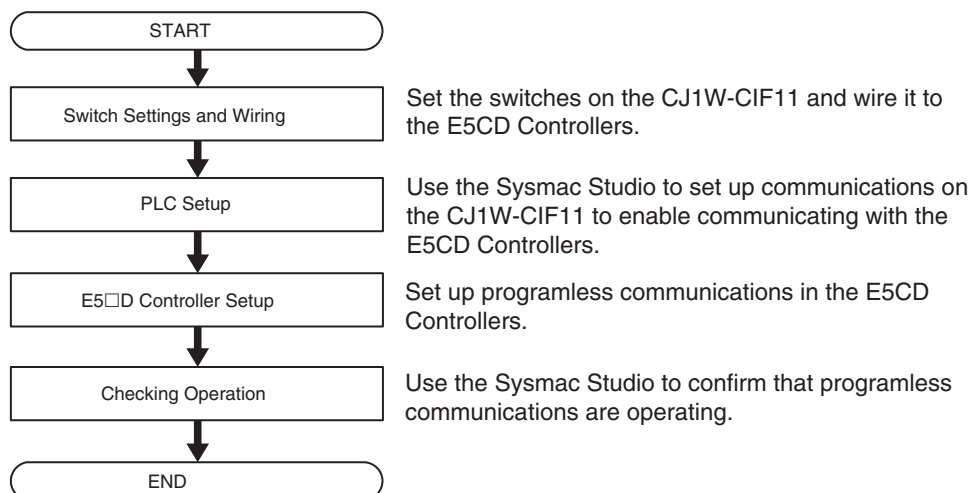 START
Switch Settings and Wiring
Set the switches on the CJ1W-CIF11 and wire it to
the E5CD Controllers.
PLC Setup
Use the Sysmac Studio to set up communications on
the CJ1W-CIF11 to enable communicating with the
E5CD Controllers.
E5□D Controller Setup
Set up programless communications in the E5CD
Controllers.
Checking Operation
Use the Sysmac Studio to confirm that programless
communications are operating.
END